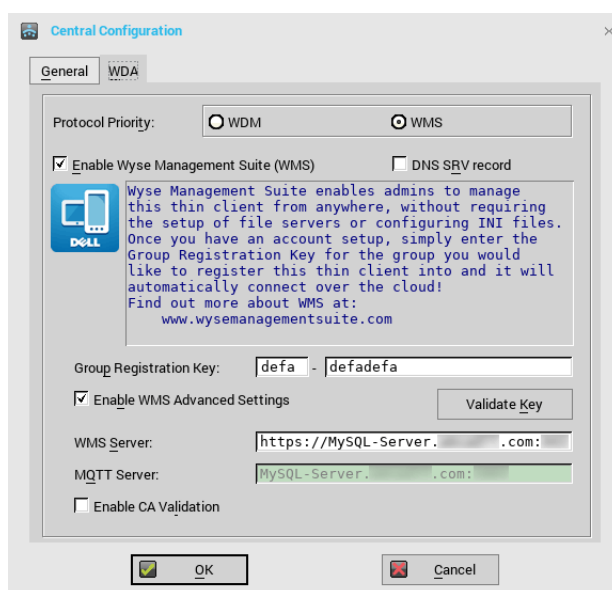 Central Configuration
General WDA
Protocol Priority: WDM WMS
Enable Wyse Management Suite (WMS) DNS SRV record
DELL
Wyse Management Suite enables admins to manage
this thin client from anywhere, without requiring
the setup of file servers or configuring INI files.
Once you have an account setup, simply enter the
Group Registration Key for the group you would
like to register this thin client into and it will
automatically connect over the cloud!
Find out more about WMS at:
www.wysemanagementsuite.com
Group Registration Key: defa - defadefa
Enable WMS Advanced Settings Validate Key
WMS Server: https://MySQL-Server. .com:
MQTT Server: MySQL-Server. .com:
Enable CA Validation
OK Cancel